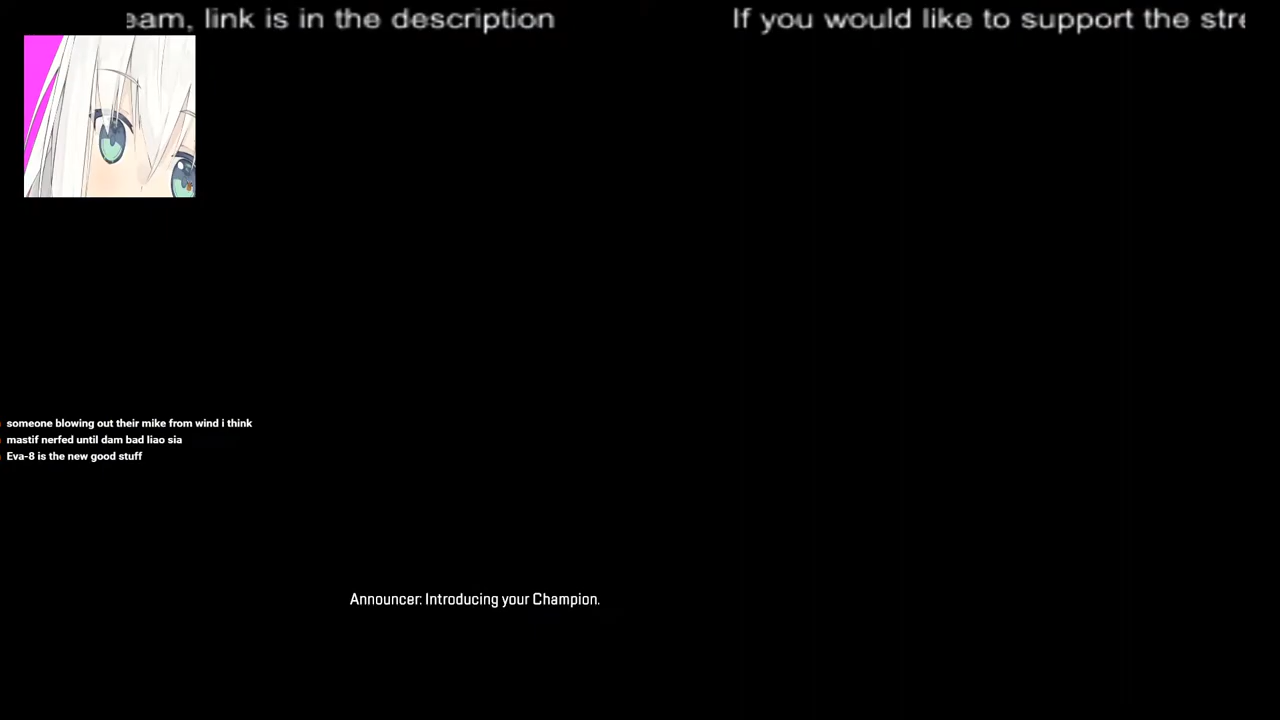 eam, link is in the description If you would like to support the stre
someone blowing out their mike from wind i think
mastif nerfed until dam bad liao sia
Eva-8 is the new good stuff
Announcer: Introducing your Champion.